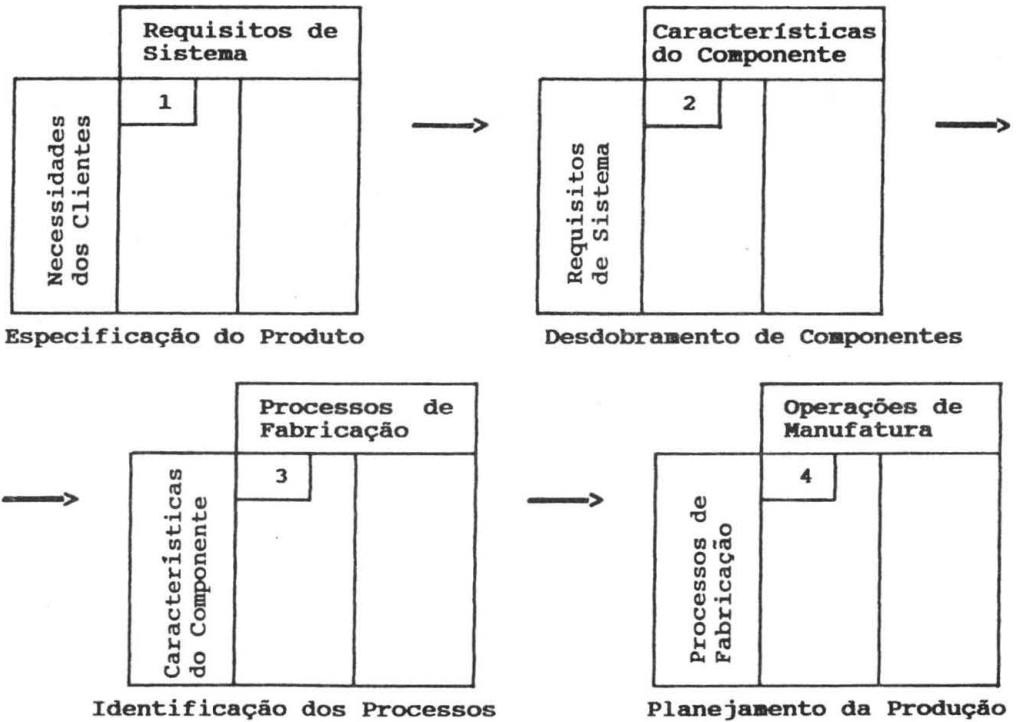 Requisitos de
Sistema
1
Necessidades
dos Clientes
Especificação do Produto
Características
do Componente
2
Requisitos
de Sistema
Desdobramento de Componentes
Processos de
Fabricação
3
Caracteristicas
do Componente
Identificação dos Processos
Operações de
Manufatura
4
Processos de
Fabricação
Planejamento da Produção